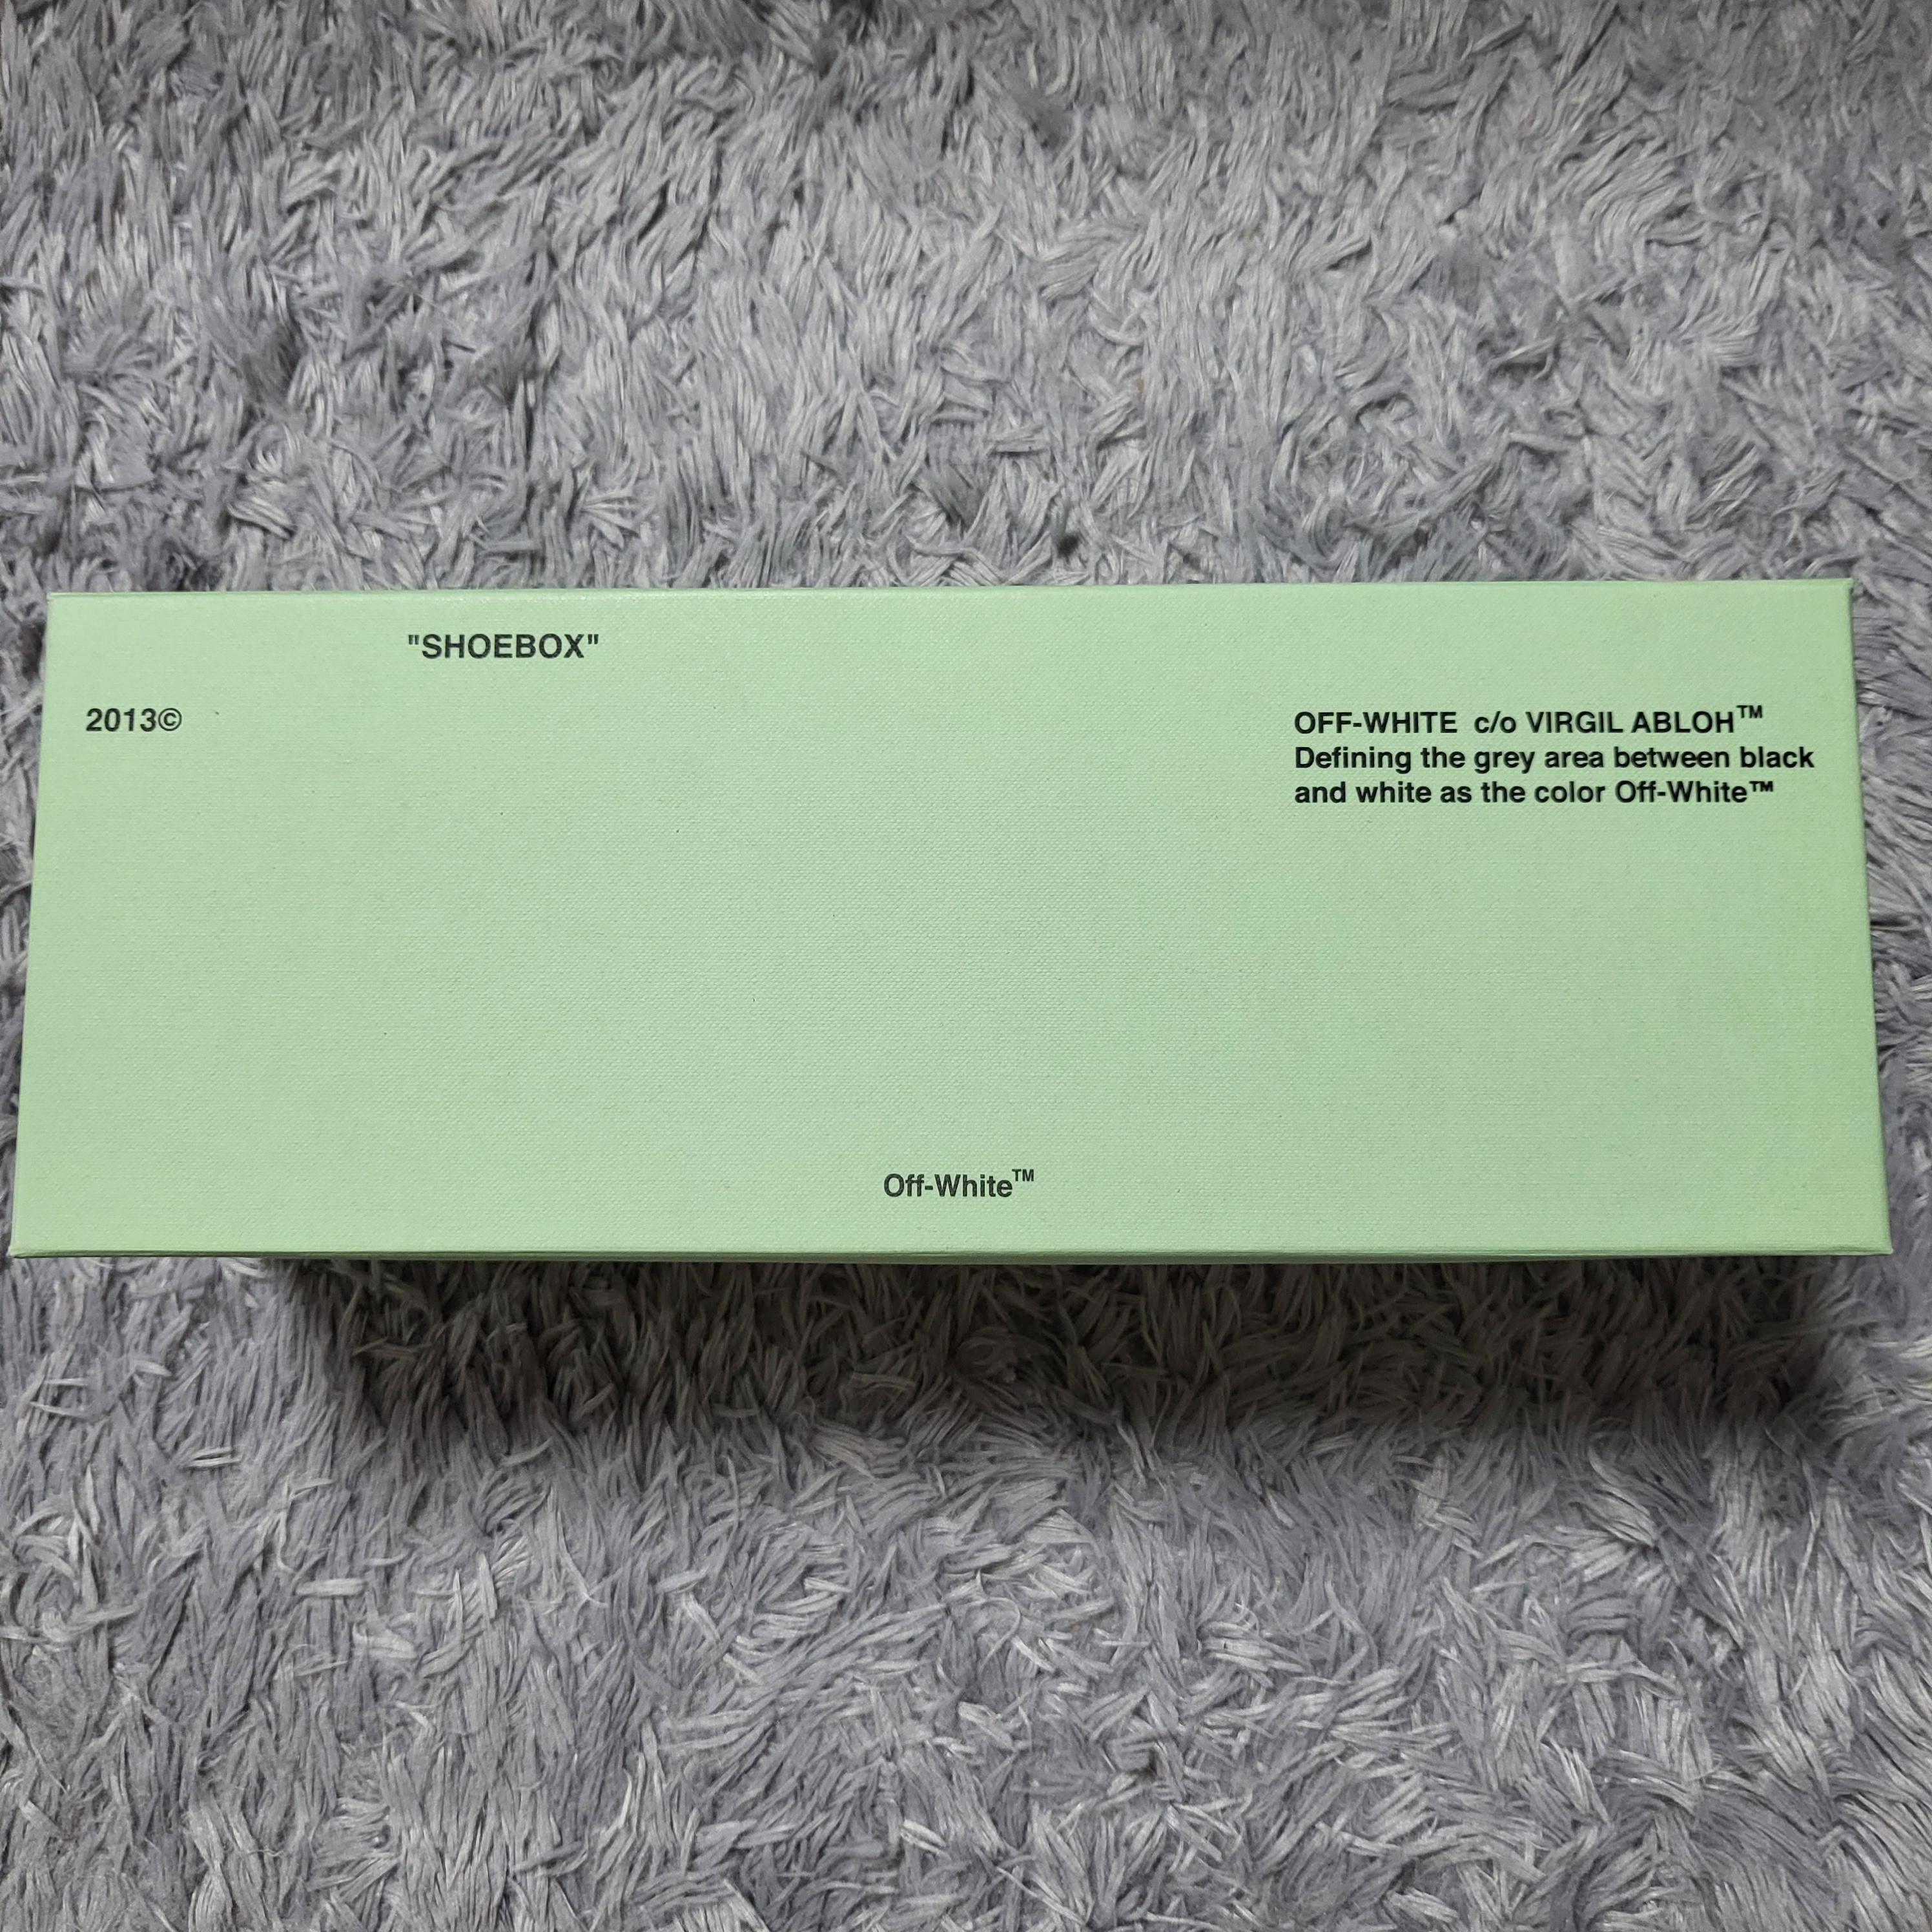 "SHOEBOX"
2013©
OFF-WHITE c/o VIRGIL ABLOH™
Defining the grey area between black
and white as the color Off-White™
Off-White™